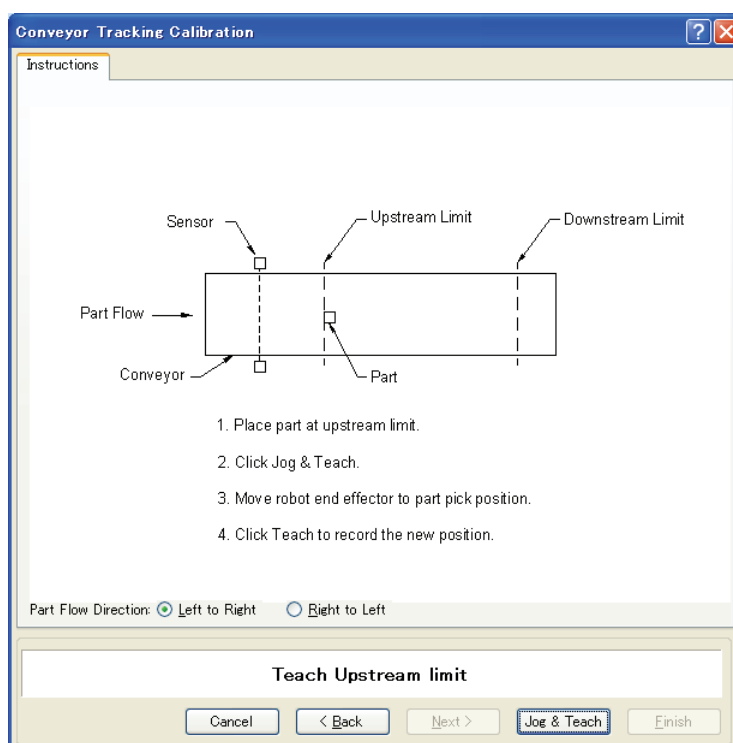 Conveyor Tracking Calibration
Instructions
Sensor
Upstream Limit
Downstream Limit
Part Flow
Conveyor
Part
1. Place part at upstream limit.
2. Click Jog & Teach.
3. Move robot end effector to part pick position.
4. Click Teach to record the new position.
Part Flow Direction: Left to Right Right to Left
Teach Upstream limit
Cancel < Back Next > Jog & Teach Finish